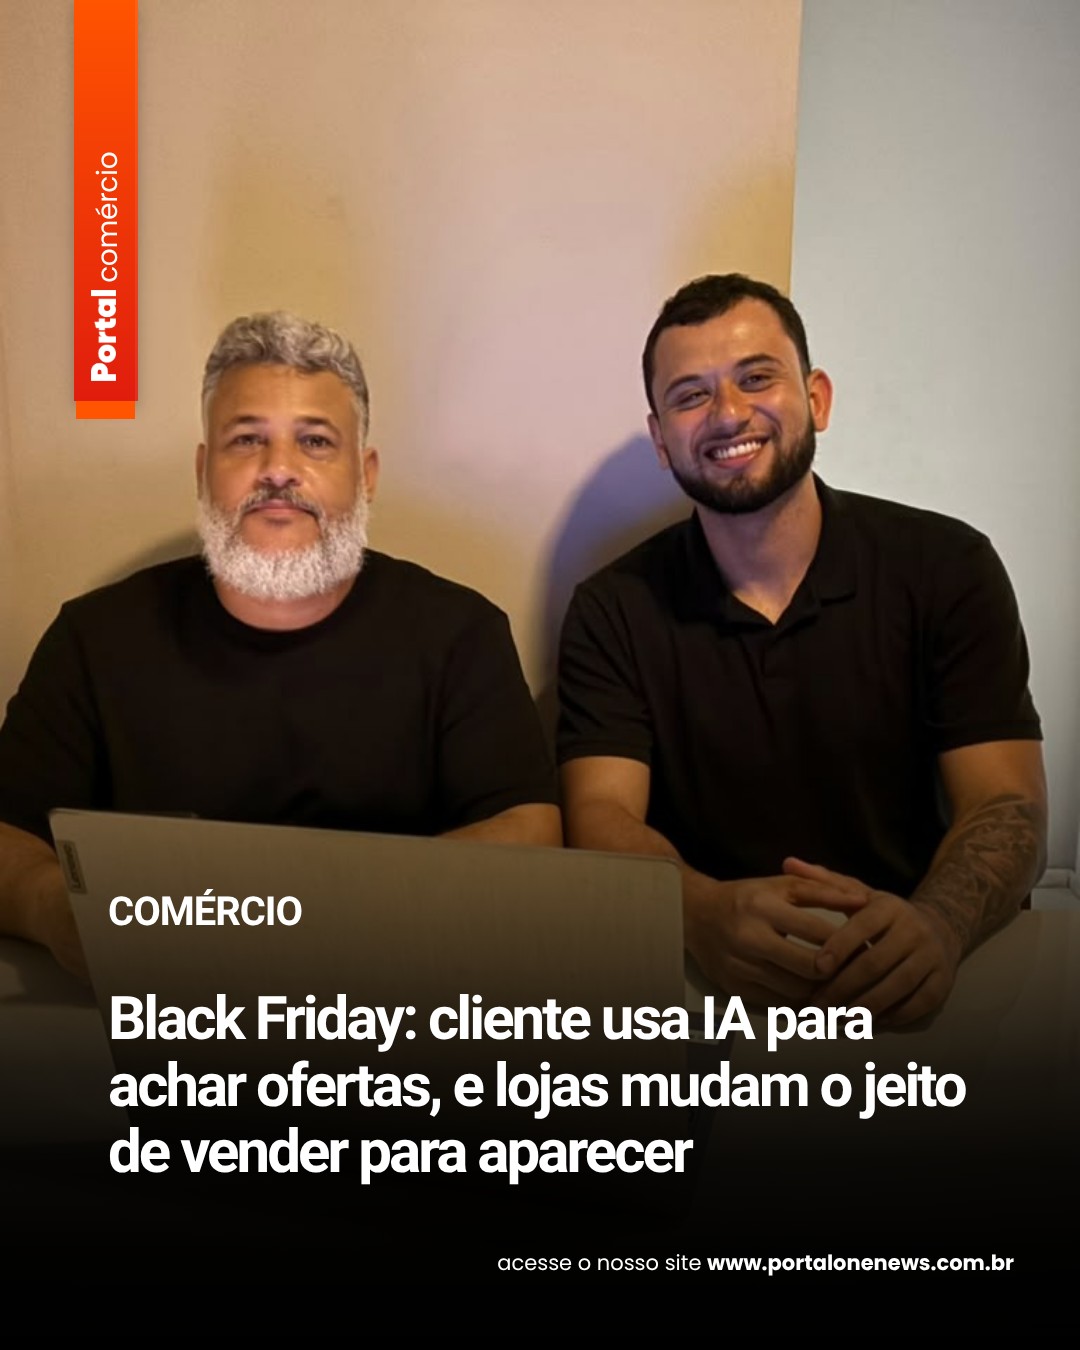 Portal comércio
Lenovo
COMÉRCIO
Black Friday: cliente usa IA para
achar ofertas, e lojas mudam o jeito
de vender para aparecer
acesse o nosso site www.portalonenews.com.br